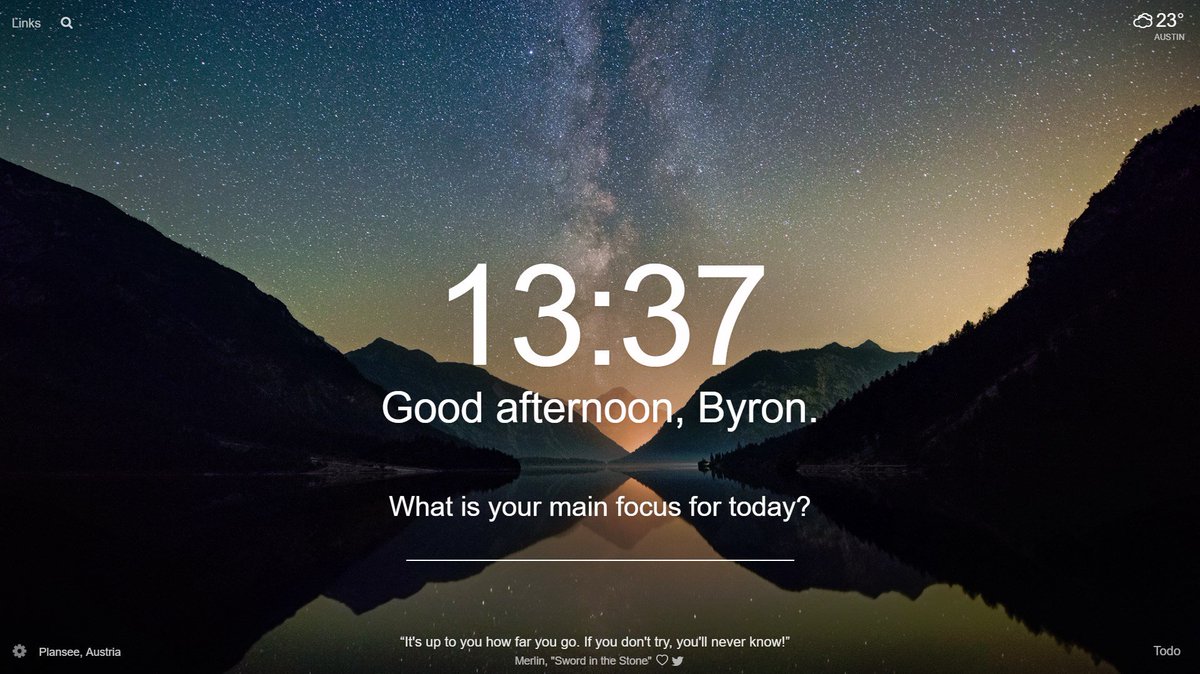 Links
23°
AUSTIN
13:37
Good afternoon, Byron.
What is your main focus for today?
“It's up to you how far you go. If you don't try, you'll never know!”
Merlin, "Sword in the Stone"
Plansee, Austria
Todo